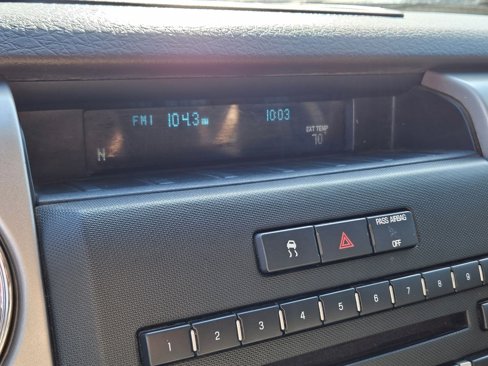 FM1 104.3 10:03
EXT TEMP
N 70°
PASS AIRBAG
OFF
1 2 3 4 5 6 7 8 9